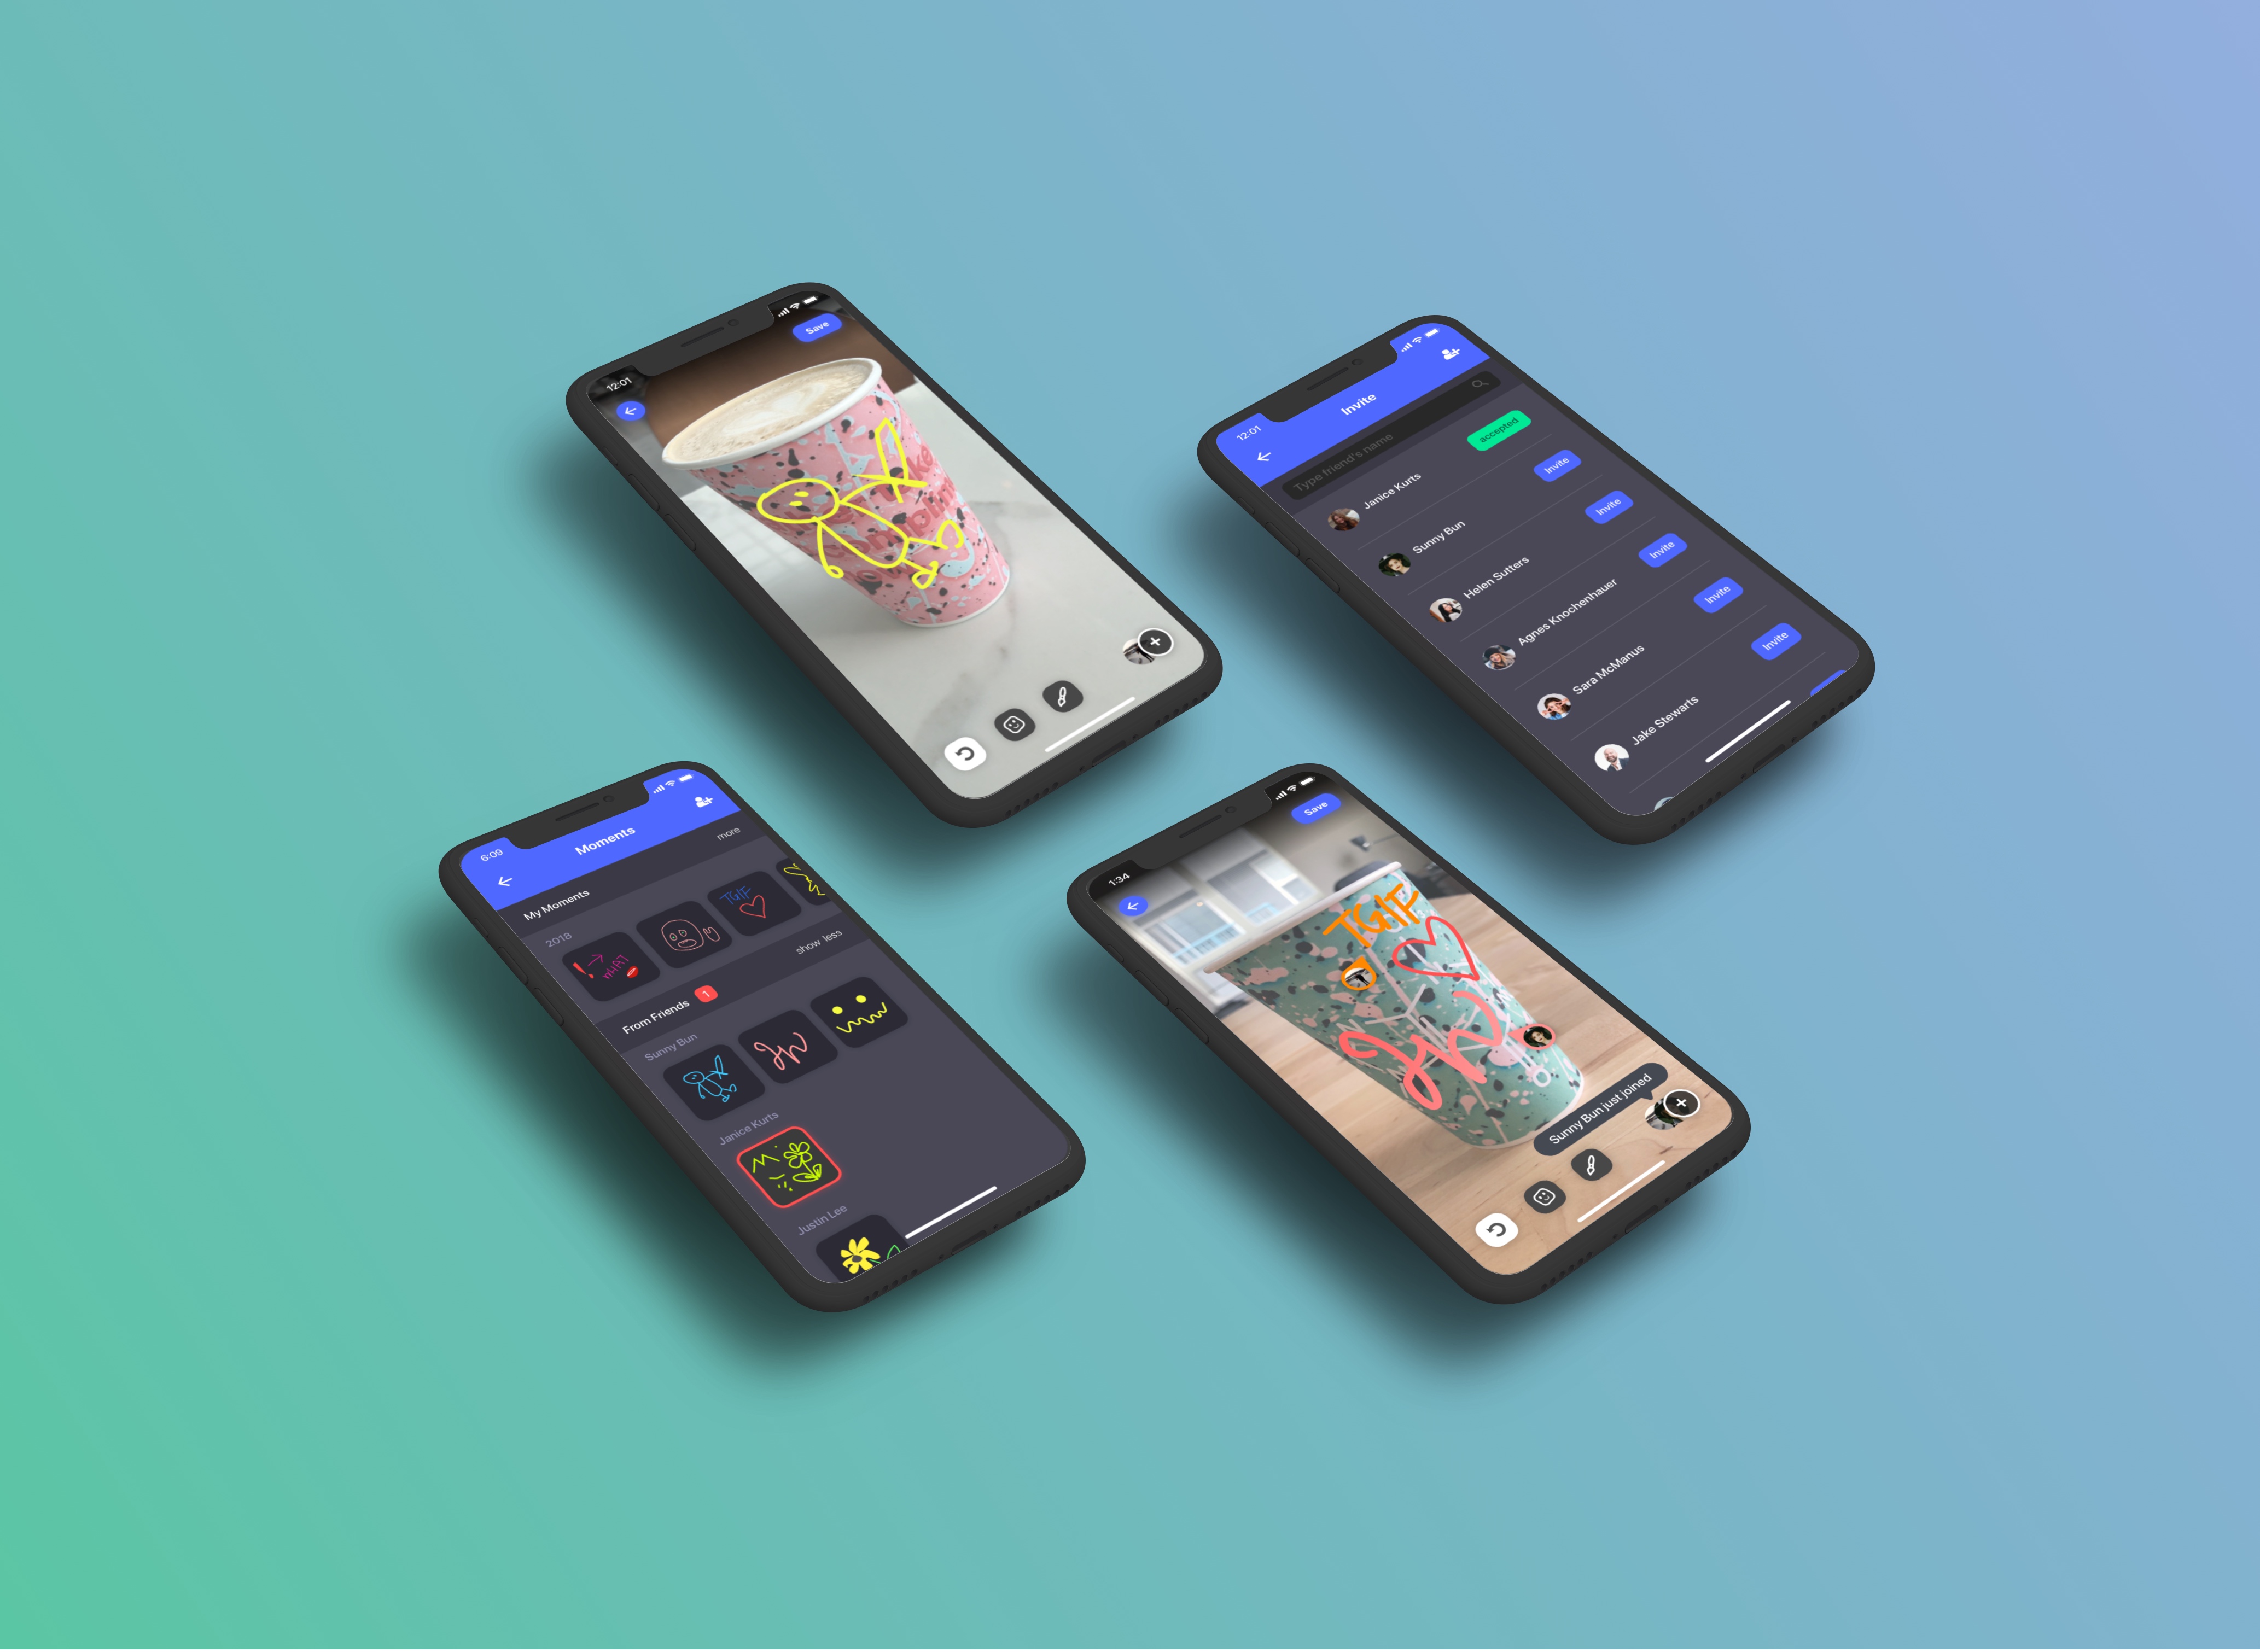 12:01
Save
12:01
Invite
Type friend's name
Janice Kurts
accepted
Sunny Bun
Invite
Helen Sutters
Invite
Agnes Knochenhauer
Invite
Sara McManus
Invite
Jake Stewarts
Invite
6:09
Moments
My Moments
more
2018
! WHAT
TGIF
From Friends
1
show less
Sunny Bun
Janice Kurts
Justin Lee
1:34
Save
TGIF
Sunny Bun just joined